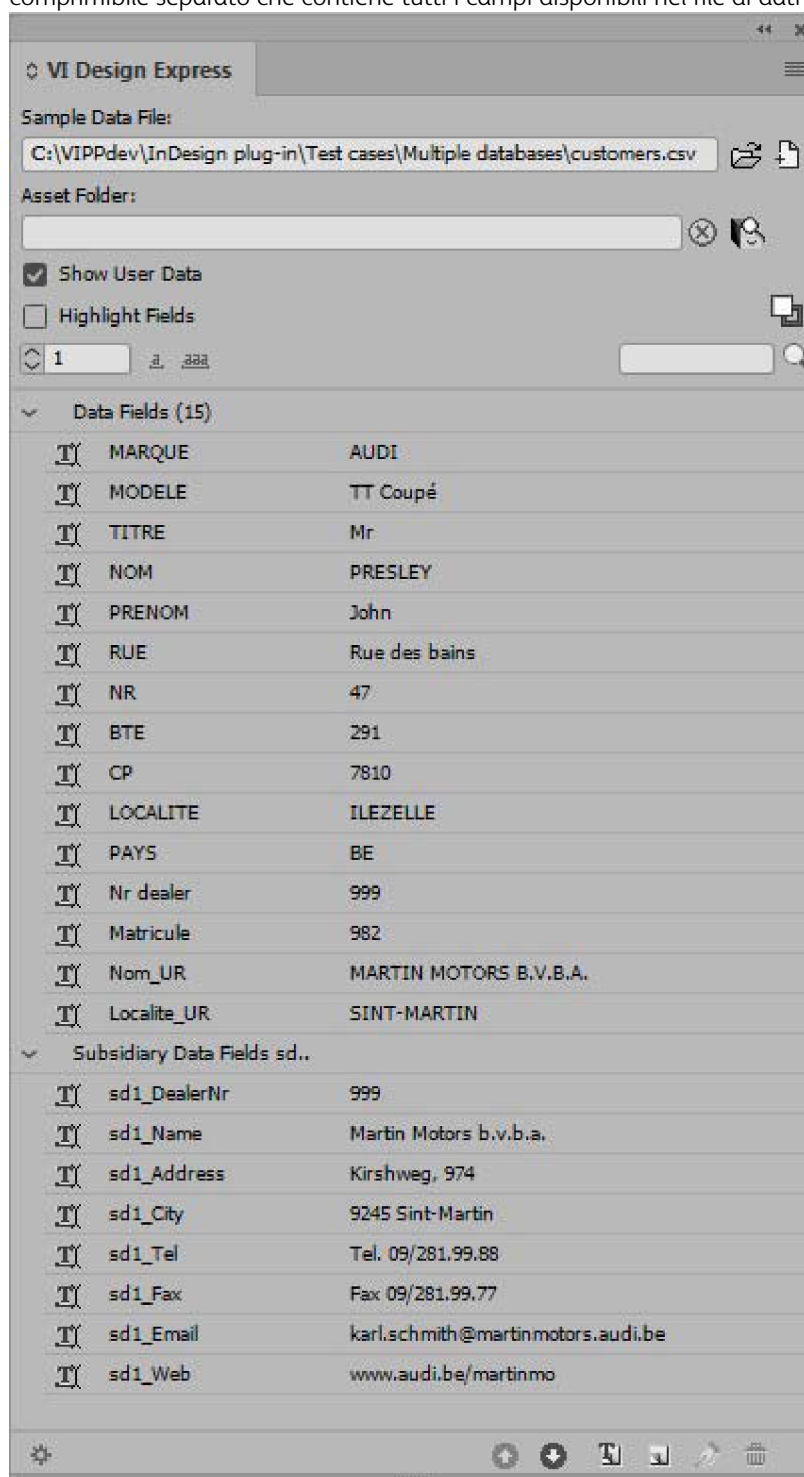 comprimibile separato che contiene tutti i campi disponibili nel file di dati
VI Design Express
Sample Data File:
C:\VIPPdev\InDesign plug-in\Test cases\Multiple databases\customers.csv
Asset Folder:
Show User Data
Highlight Fields
1 a aaa
Data Fields (15)
MARQUE AUDI
MODELE TT Coupé
TITRE Mr
NOM PRESLEY
PRENOM John
RUE Rue des bains
NR 47
BTE 291
CP 7810
LOCALITE ILEZELLE
PAYS BE
Nr dealer 999
Matricule 982
Nom_UR MARTIN MOTORS B.V.B.A.
Localite_UR SINT-MARTIN
Subsidiary Data Fields sd..
sd1_DealerNr 999
sd1_Name Martin Motors b.v.b.a.
sd1_Address Kirshweg, 974
sd1_City 9245 Sint-Martin
sd1_Tel Tel. 09/281.99.88
sd1_Fax Fax 09/281.99.77
sd1_Email karl.schmith@martinmotors.audi.be
sd1_Web www.audi.be/martinmo